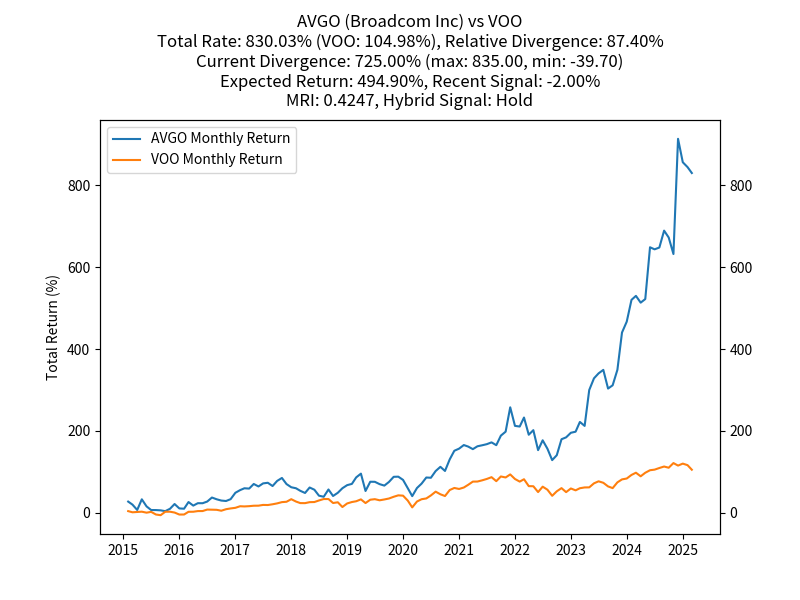 AVGO (Broadcom Inc) vs VOO
Total Rate: 830.03% (VOO: 104.98%), Relative Divergence: 87.40%
Current Divergence: 725.00% (max: 835.00, min: -39.70)
Expected Return: 494.90%, Recent Signal: -2.00%
MRI: 0.4247, Hybrid Signal: Hold
AVGO Monthly Return
VOO Monthly Return
Total Return (%)
800
600
400
200
0
800
600
400
200
0
2015 2016 2017 2018 2019 2020 2021 2022 2023 2024 2025